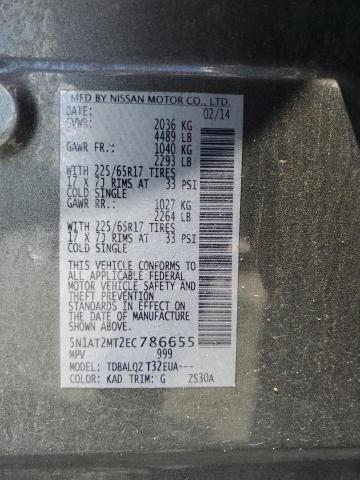 MFD BY NISSAN MOTOR CO., LTD.
DATE: 02/14
GVWR: 2036 KG
4489 LB
GAWR FR: 1040 KG
2293 LB
WITH 225/65R17 TIRES
17 X 7J RIMS AT 33 PSI
COLD SINGLE
GAWR RR: 1027 KG
2264 LB
WITH 225/65R17 TIRES
17 X 7J RIMS AT 33 PSI
COLD SINGLE
THIS VEHICLE CONFORMS TO
ALL APPLICABLE FEDERAL
MOTOR VEHICLE SAFETY
STANDARDS IN EFFECT ON
THE DATE OF MANUFACTURE
SHOWN ABOVE.
5N1AT2MT2EC786655
MPV 999
MODEL: TDBALQZ T32EUA---
COLOR: KAD TRIM: G ZS30A